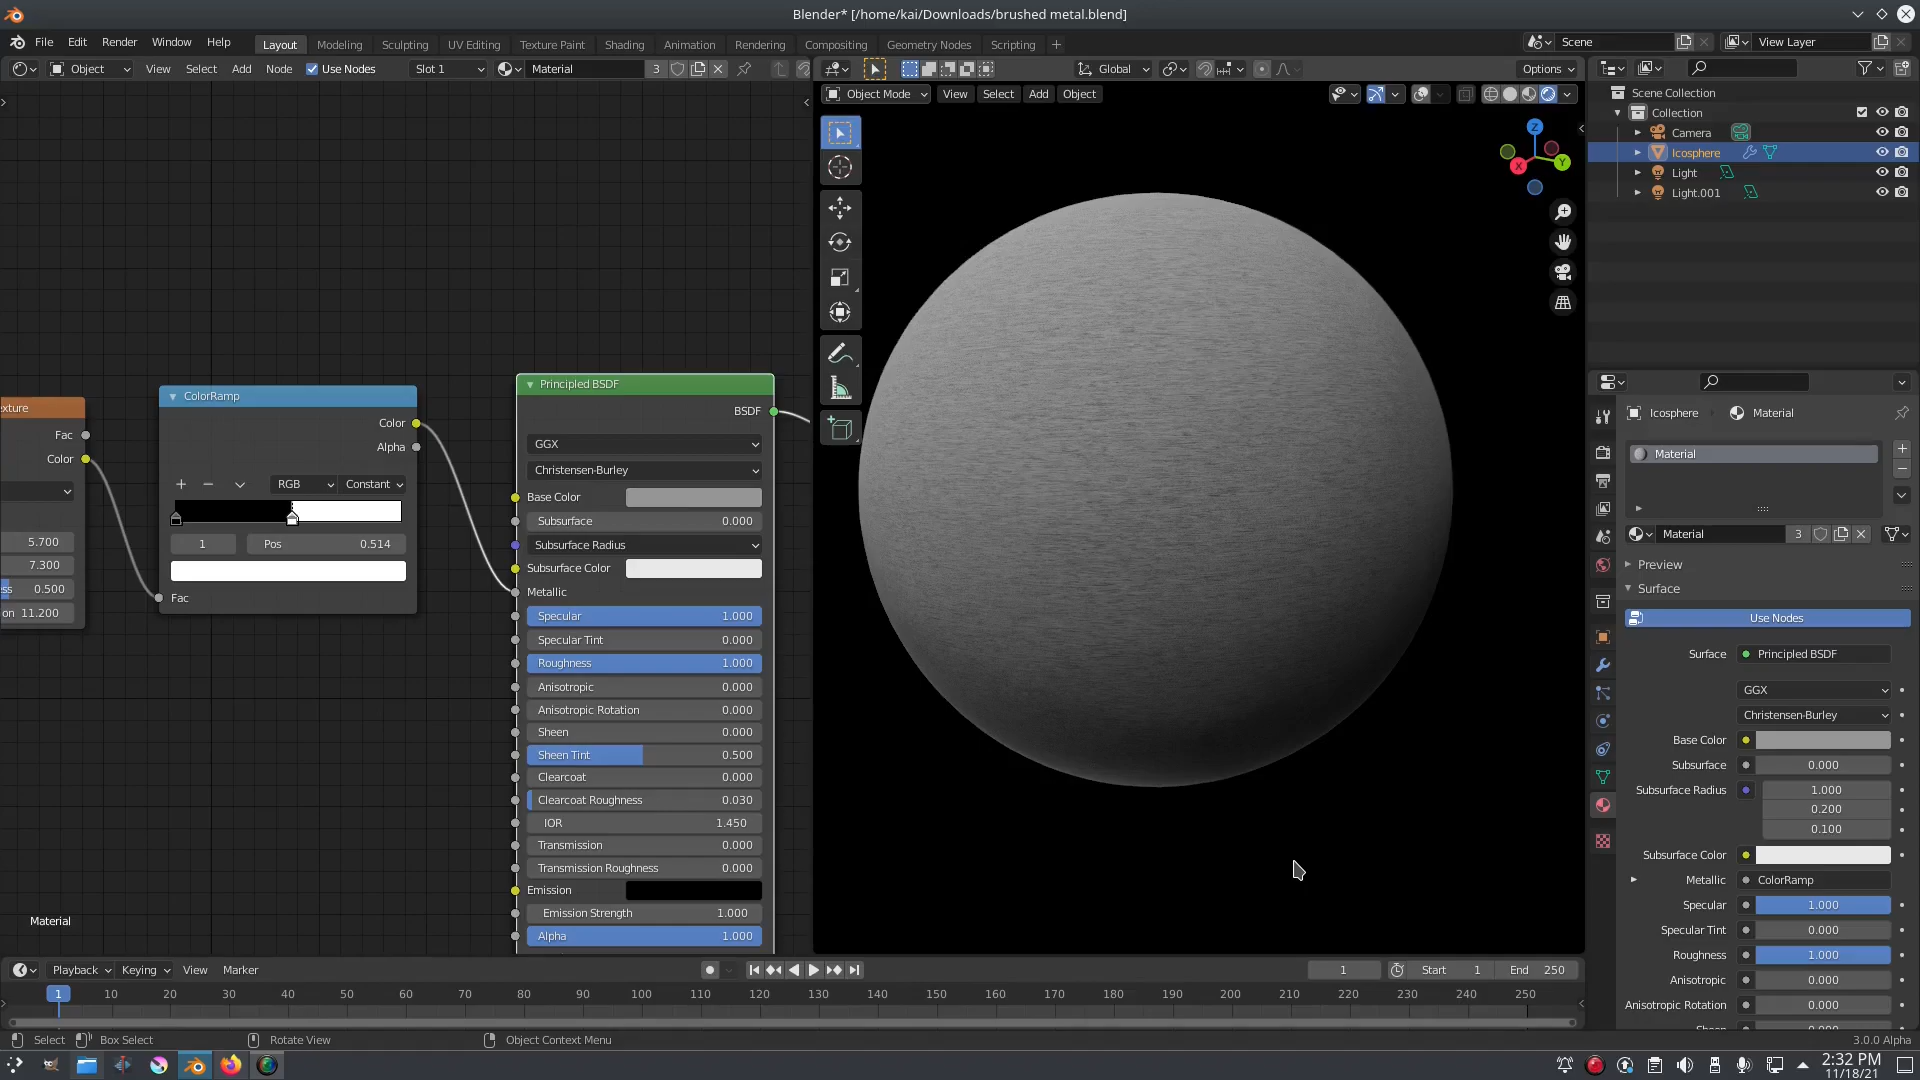 Blender* [/home/kai/Downloads/brushed metal.blend]
File Edit Render Window Help Layout Modeling Sculpting UV Editing Texture Paint Shading Animation Rendering Compositing Geometry Nodes Scripting + Scene View Layer
Object View Select Add Node Use Nodes Slot 1 Material 3 Global Options
Object Mode View Select Add Object
Z
Y
X
exture
Fac
Color
5.700
7.300
ss 0.500
on 11.200
ColorRamp
Color
Alpha
RGB Constant
1 Pos 0.514
Fac
Principled BSDF
BSDF
GGX
Christensen-Burley
Base Color
Subsurface 0.000
Subsurface Radius
Subsurface Color
Metallic
Specular 1.000
Specular Tint 0.000
Roughness 1.000
Anisotropic 0.000
Anisotropic Rotation 0.000
Sheen 0.000
Sheen Tint 0.500
Clearcoat 0.000
Clearcoat Roughness 0.030
IOR 1.450
Transmission 0.000
Transmission Roughness 0.000
Emission
Emission Strength 1.000
Alpha 1.000
Material
Scene Collection
Collection
Camera
Icosphere
Light
Light.001
Icosphere Material
Material
Material 3
Preview
Surface
Use Nodes
Surface Principled BSDF
GGX
Christensen-Burley
Base Color
Subsurface 0.000
Subsurface Radius 1.000
0.200
0.100
Subsurface Color
Metallic ColorRamp
Specular 1.000
Specular Tint 0.000
Roughness 1.000
Anisotropic 0.000
Anisotropic Rotation 0.000
Playback Keying View Marker 1 Start 1 End 250
1 10 20 30 40 50 60 70 80 90 100 110 120 130 140 150 160 170 180 190 200 210 220 230 240 250
Select Box Select Rotate View Object Context Menu 3.0.0 Alpha
2:32 PM
11/18/21